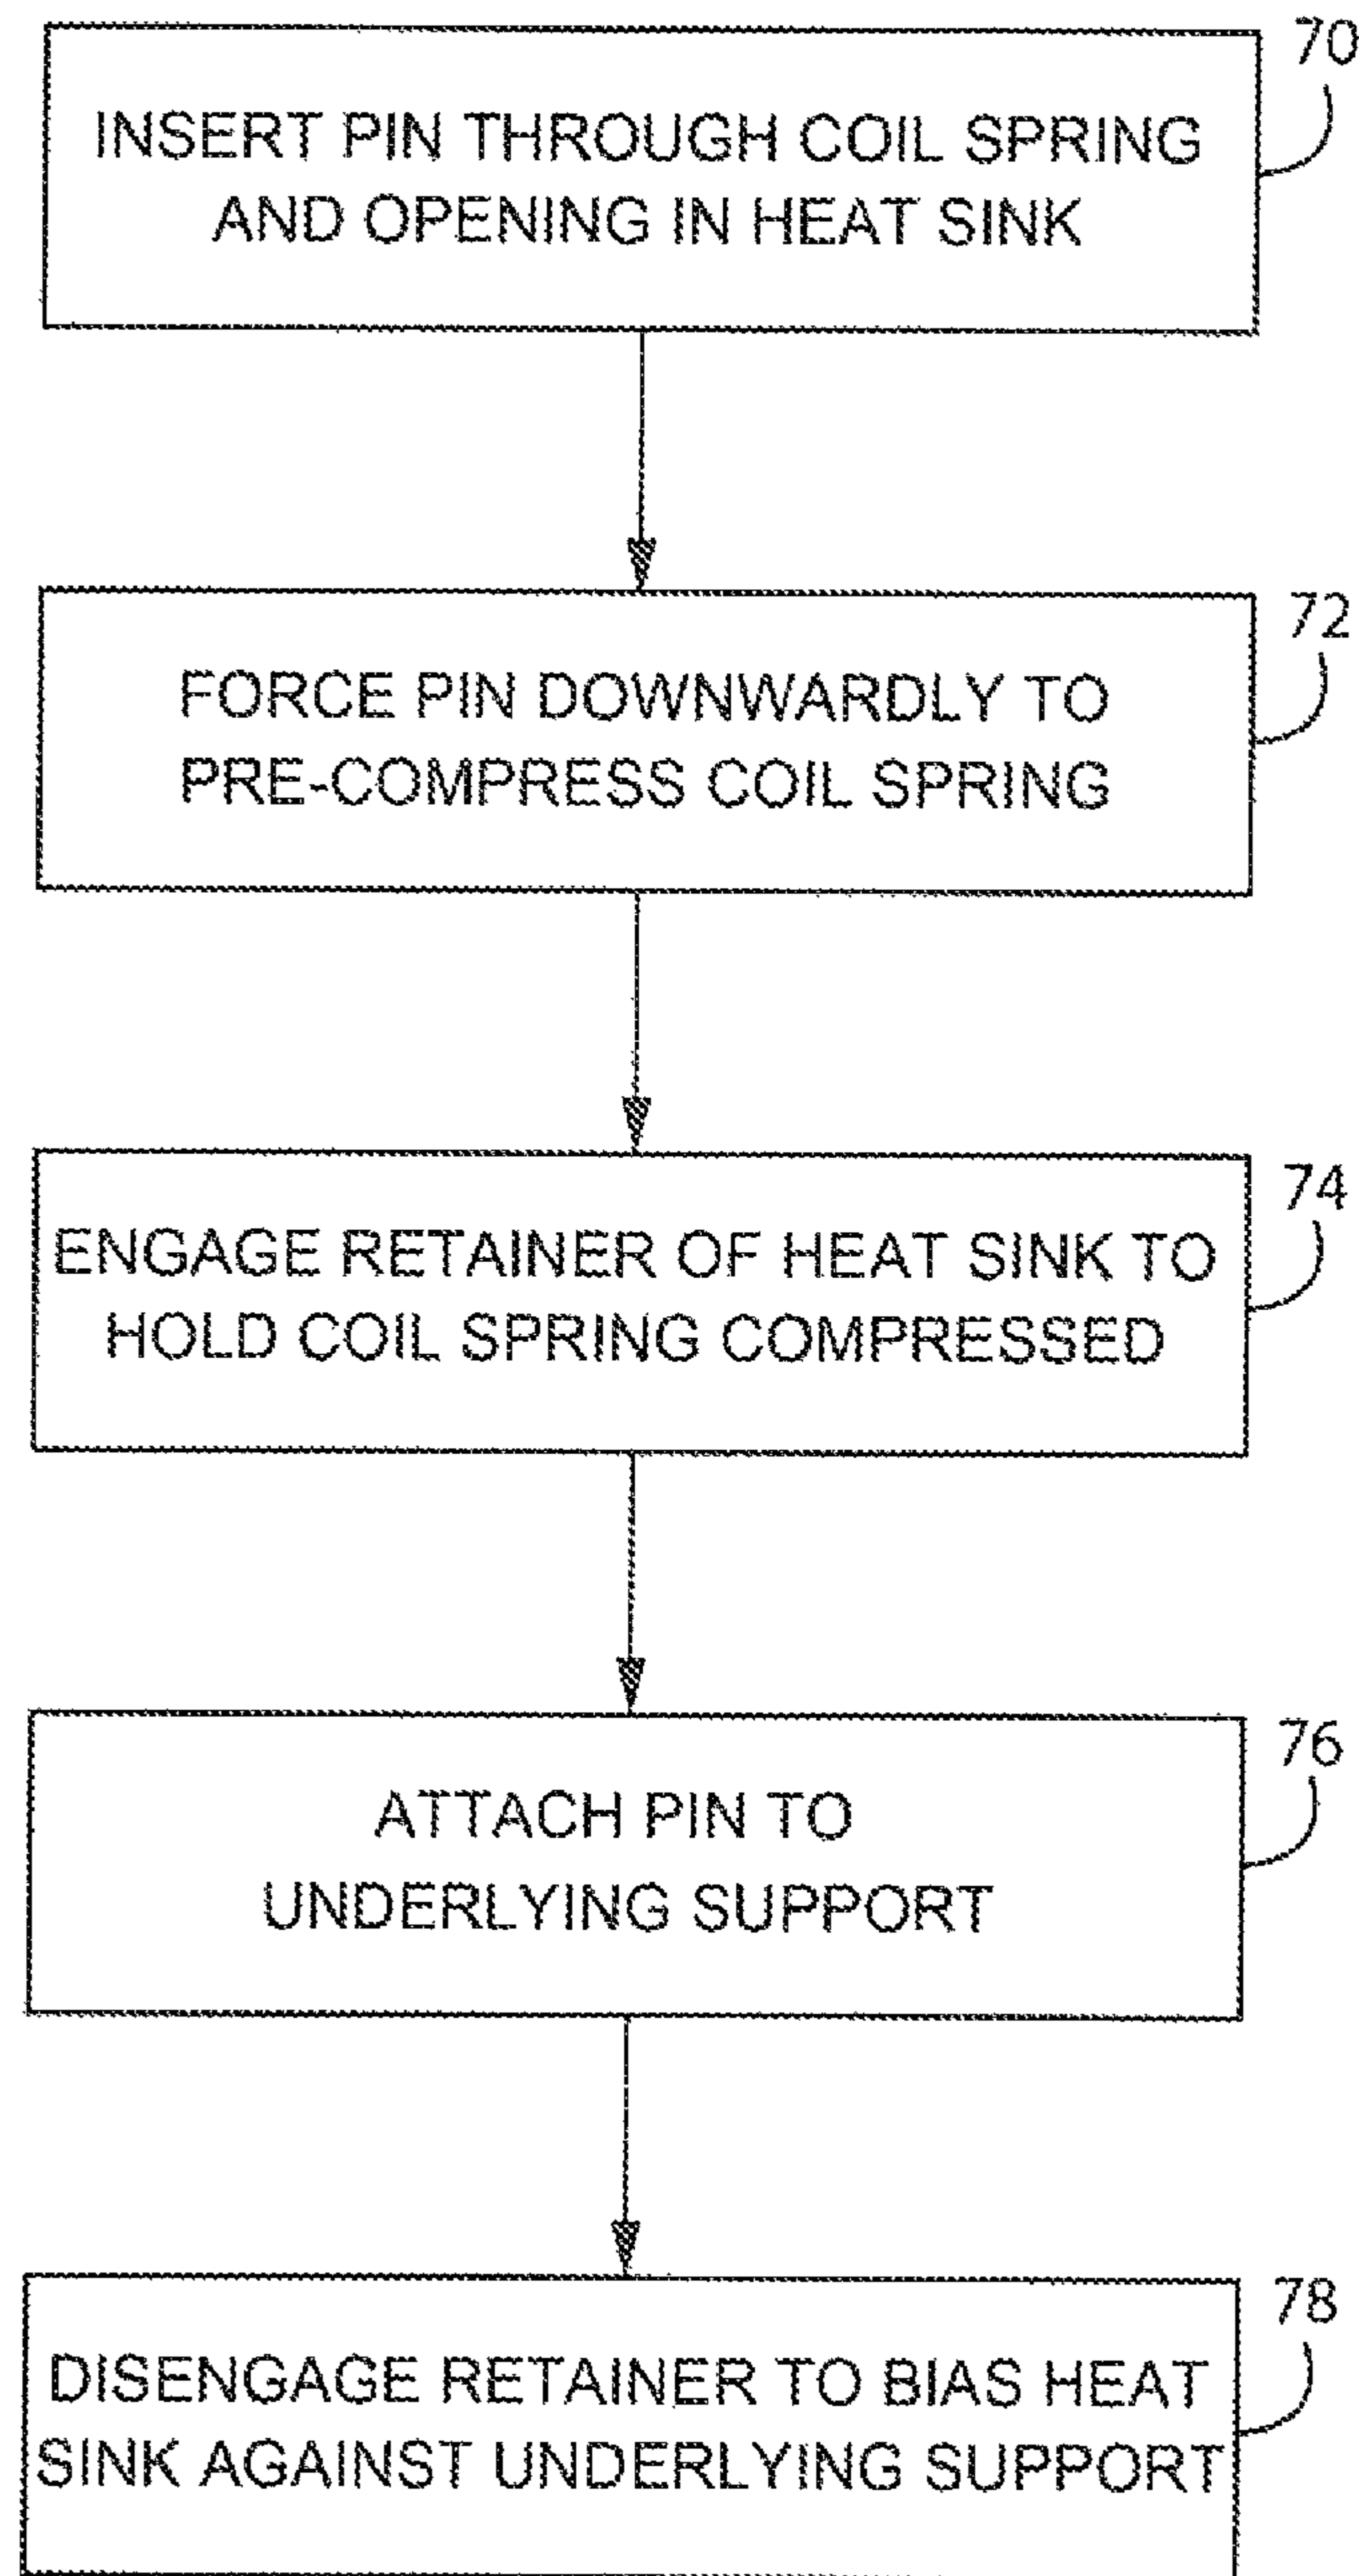 70
INSERT PIN THROUGH COIL SPRING
AND OPENING IN HEAT SINK
72
FORCE PIN DOWNWARDLY TO
PRE-COMPRESS COIL SPRING
74
ENGAGE RETAINER OF HEAT SINK TO
HOLD COIL SPRING COMPRESSED
76
ATTACH PIN TO
UNDERLYING SUPPORT
78
DISENGAGE RETAINER TO BIAS HEAT
SINK AGAINST UNDERLYING SUPPORT